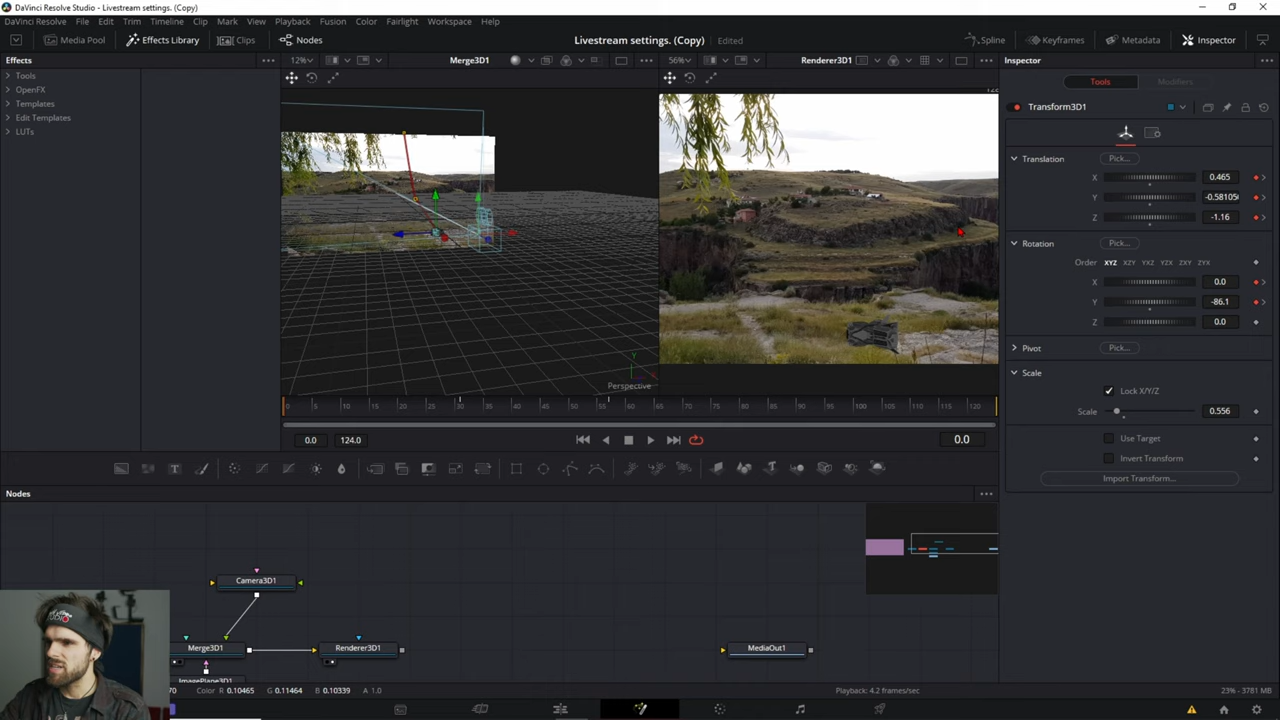 DaVinci Resolve Studio - Livestream settings. (Copy)
DaVinci Resolve File Edit Trim Timeline Clip Mark View Playback Fusion Color Fairlight Workspace Help
Media Pool Effects Library Clips Nodes Livestream settings. (Copy) Edited Spline Keyframes Metadata Inspector
Effects 12% Merge3D1 56% Renderer3D1 Inspector
Tools
OpenFX
Templates
Edit Templates
LUTs
Perspective
Tools Modifiers
Transform3D1
Translation Pick...
X 0.465
Y -0.58105
Z -1.16
Rotation Pick...
Order XYZ XZY YXZ YZX ZXY ZYX
X 0.0
Y -86.1
Z 0.0
Pivot Pick...
Scale
Lock X/Y/Z
Scale 0.556
Use Target
Invert Transform
Import Transform...
0 5 10 15 20 25 30 35 40 45 50 55 60 65 70 75 80 85 90 95 100 105 110 115 120
0.0 124.0 0.0
Nodes
Camera3D1
Merge3D1 Renderer3D1 MediaOut1
ImagePlane3D1
Color R 0.10465 G 0.11464 B 0.10339 A 1.0 Playback: 4.2 frames/sec 23% - 3781 MB